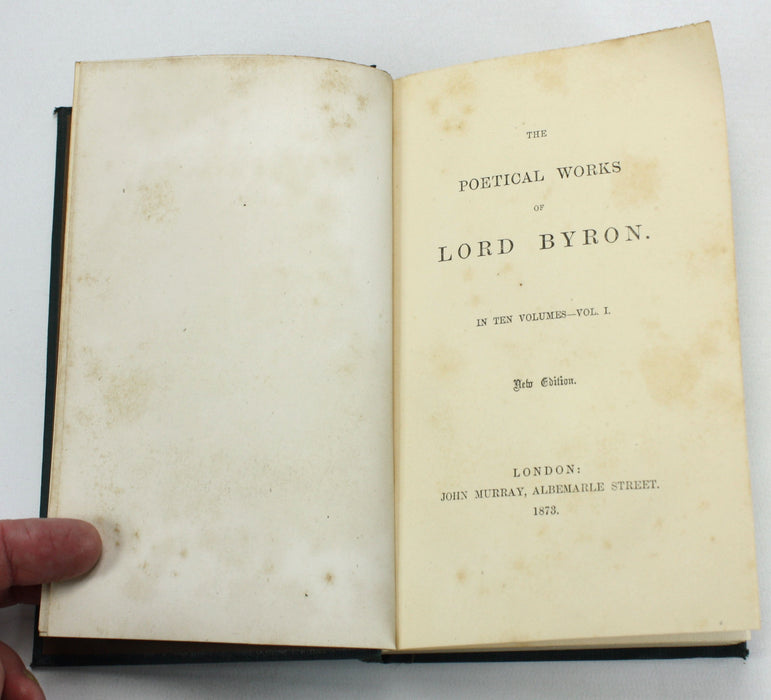 THE
POETICAL WORKS
OF
LORD BYRON.
IN TEN VOLUMES—VOL. I.
New Edition.
LONDON:
JOHN MURRAY, ALBEMARLE STREET.
1873.